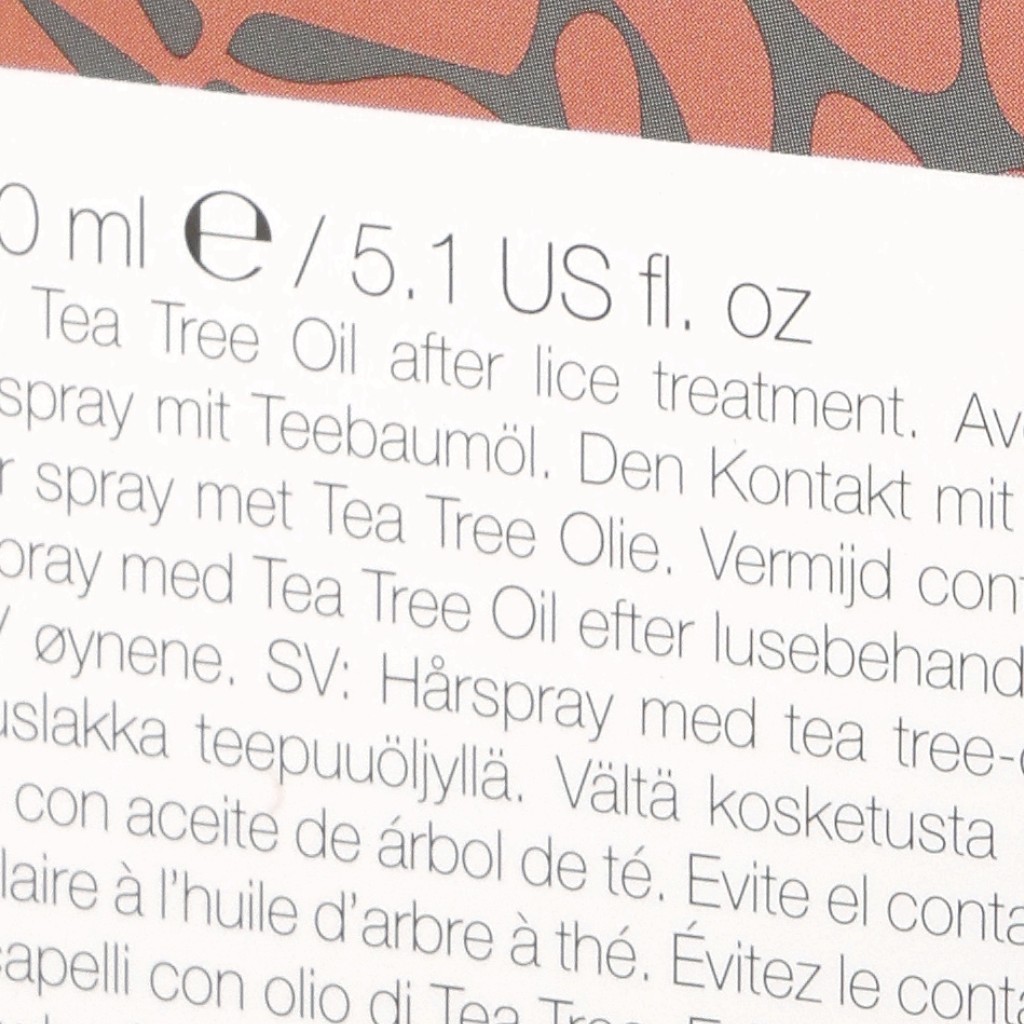 0 ml ℮ / 5.1 US fl. oz
Tea Tree Oil after lice treatment. Av
spray mit Teebaumöl. Den Kontakt mit
r spray met Tea Tree Olie. Vermijd con
pray med Tea Tree Oil efter lusebehand
/ øynene. SV: Hårspray med tea tree-
uslakka teepuuöljyllä. Vältä kosketusta
con aceite de árbol de té. Evite el conta
laire à l'huile d'arbre à thé. Évitez le cont
capelli con olio di Tea Tree